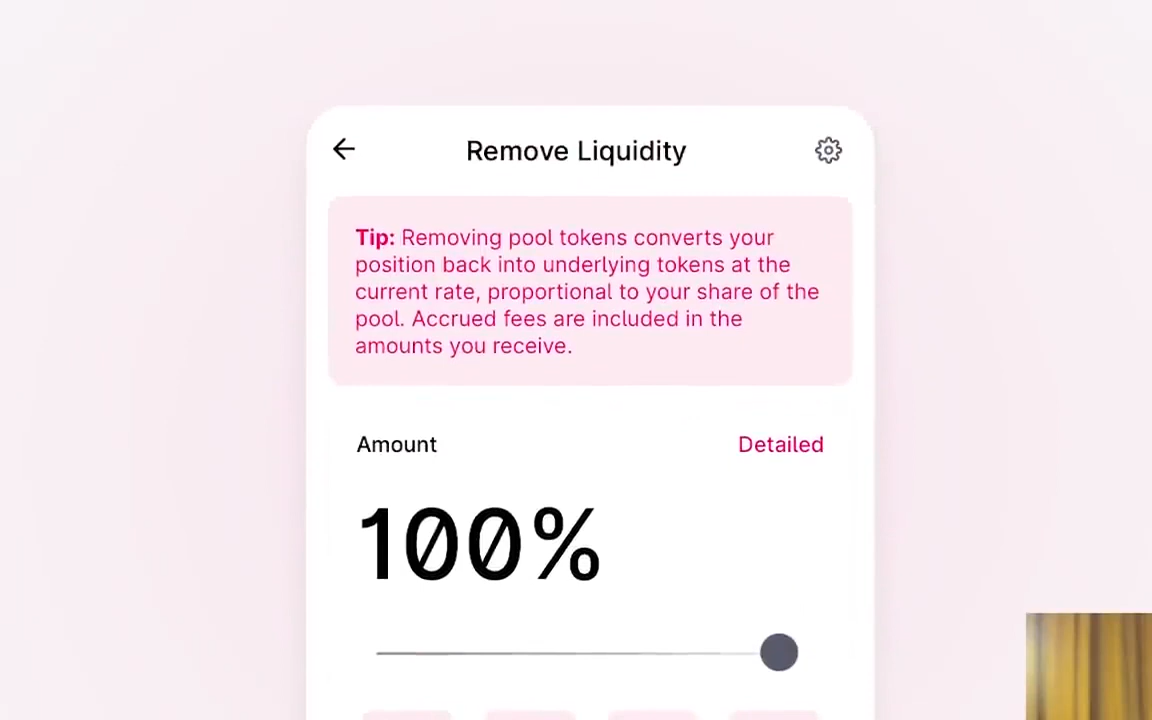 Remove Liquidity
Tip: Removing pool tokens converts your
position back into underlying tokens at the
current rate, proportional to your share of the
pool. Accrued fees are included in the
amounts you receive.
Amount
Detailed
100%